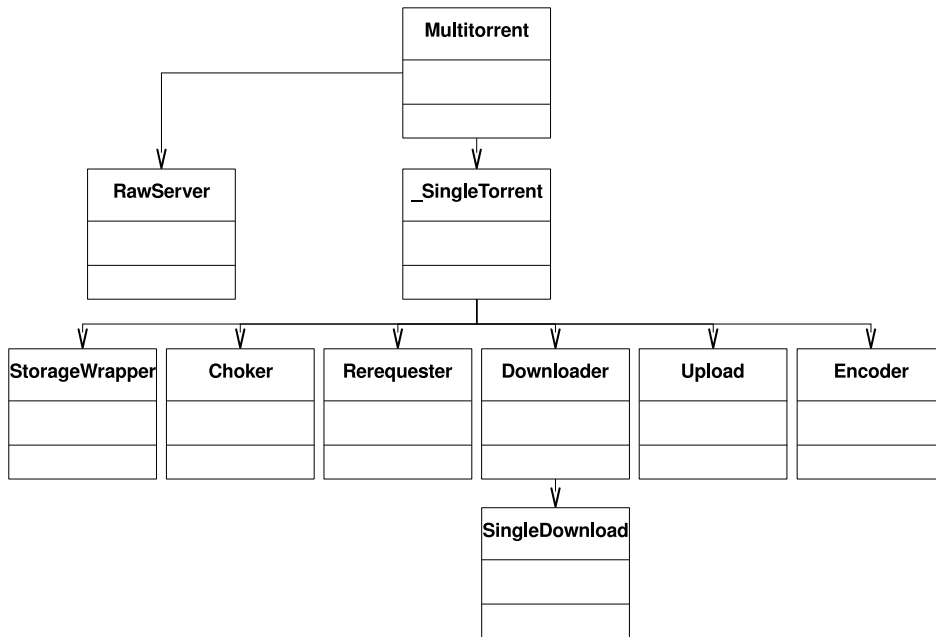 Multitorrent
RawServer
_SingleTorrent
StorageWrapper
Choker
Rerequester
Downloader
Upload
Encoder
SingleDownload